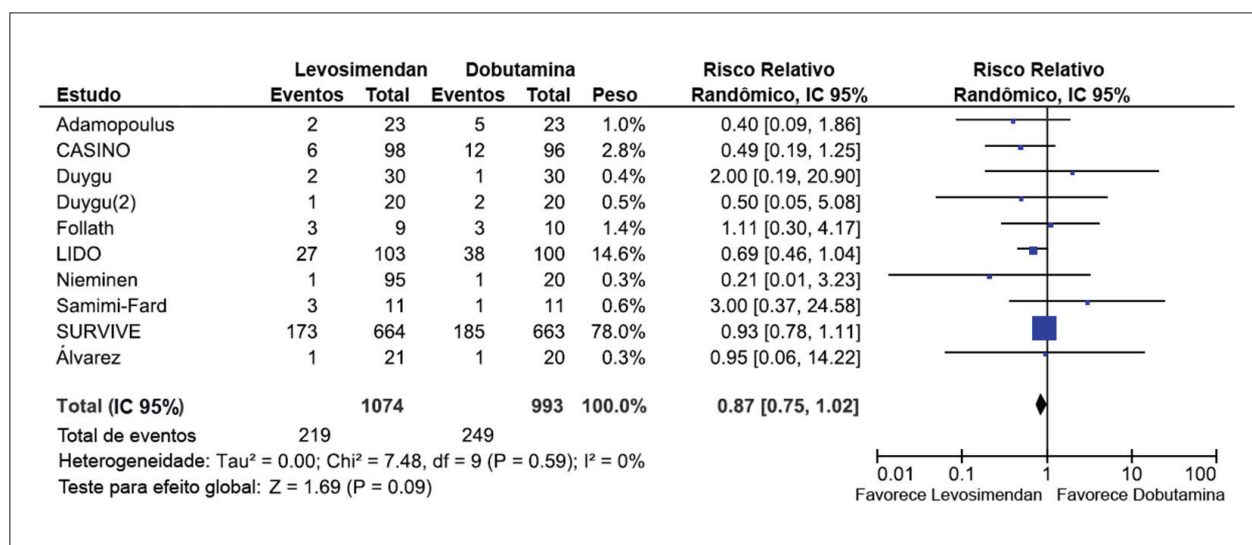 Levosimendan Dobutamina Risco Relativo Risco Relativo
Estudo Eventos Total Eventos Total Peso Randômico, IC 95% Randômico, IC 95%
Adamopoulus 2 23 5 23 1.0% 0.40 [0.09, 1.86]
CASINO 6 98 12 96 2.8% 0.49 [0.19, 1.25]
Duygu 2 30 1 30 0.4% 2.00 [0.19, 20.90]
Duygu(2) 1 20 2 20 0.5% 0.50 [0.05, 5.08]
Follath 3 9 3 10 1.4% 1.11 [0.30, 4.17]
LIDO 27 103 38 100 14.6% 0.69 [0.46, 1.04]
Nieminen 1 95 1 20 0.3% 0.21 [0.01, 3.23]
Samimi-Fard 3 11 1 11 0.6% 3.00 [0.37, 24.58]
SURVIVE 173 664 185 663 78.0% 0.93 [0.78, 1.11]
Álvarez 1 21 1 20 0.3% 0.95 [0.06, 14.22]
Total (IC 95%) 1074 993 100.0% 0.87 [0.75, 1.02]
Total de eventos 219 249
Heterogeneidade: Tau² = 0.00; Chi² = 7.48, df = 9 (P = 0.59); I² = 0%
Teste para efeito global: Z = 1.69 (P = 0.09)
0.01 0.1 1 10 100
Favorece Levosimendan Favorece Dobutamina